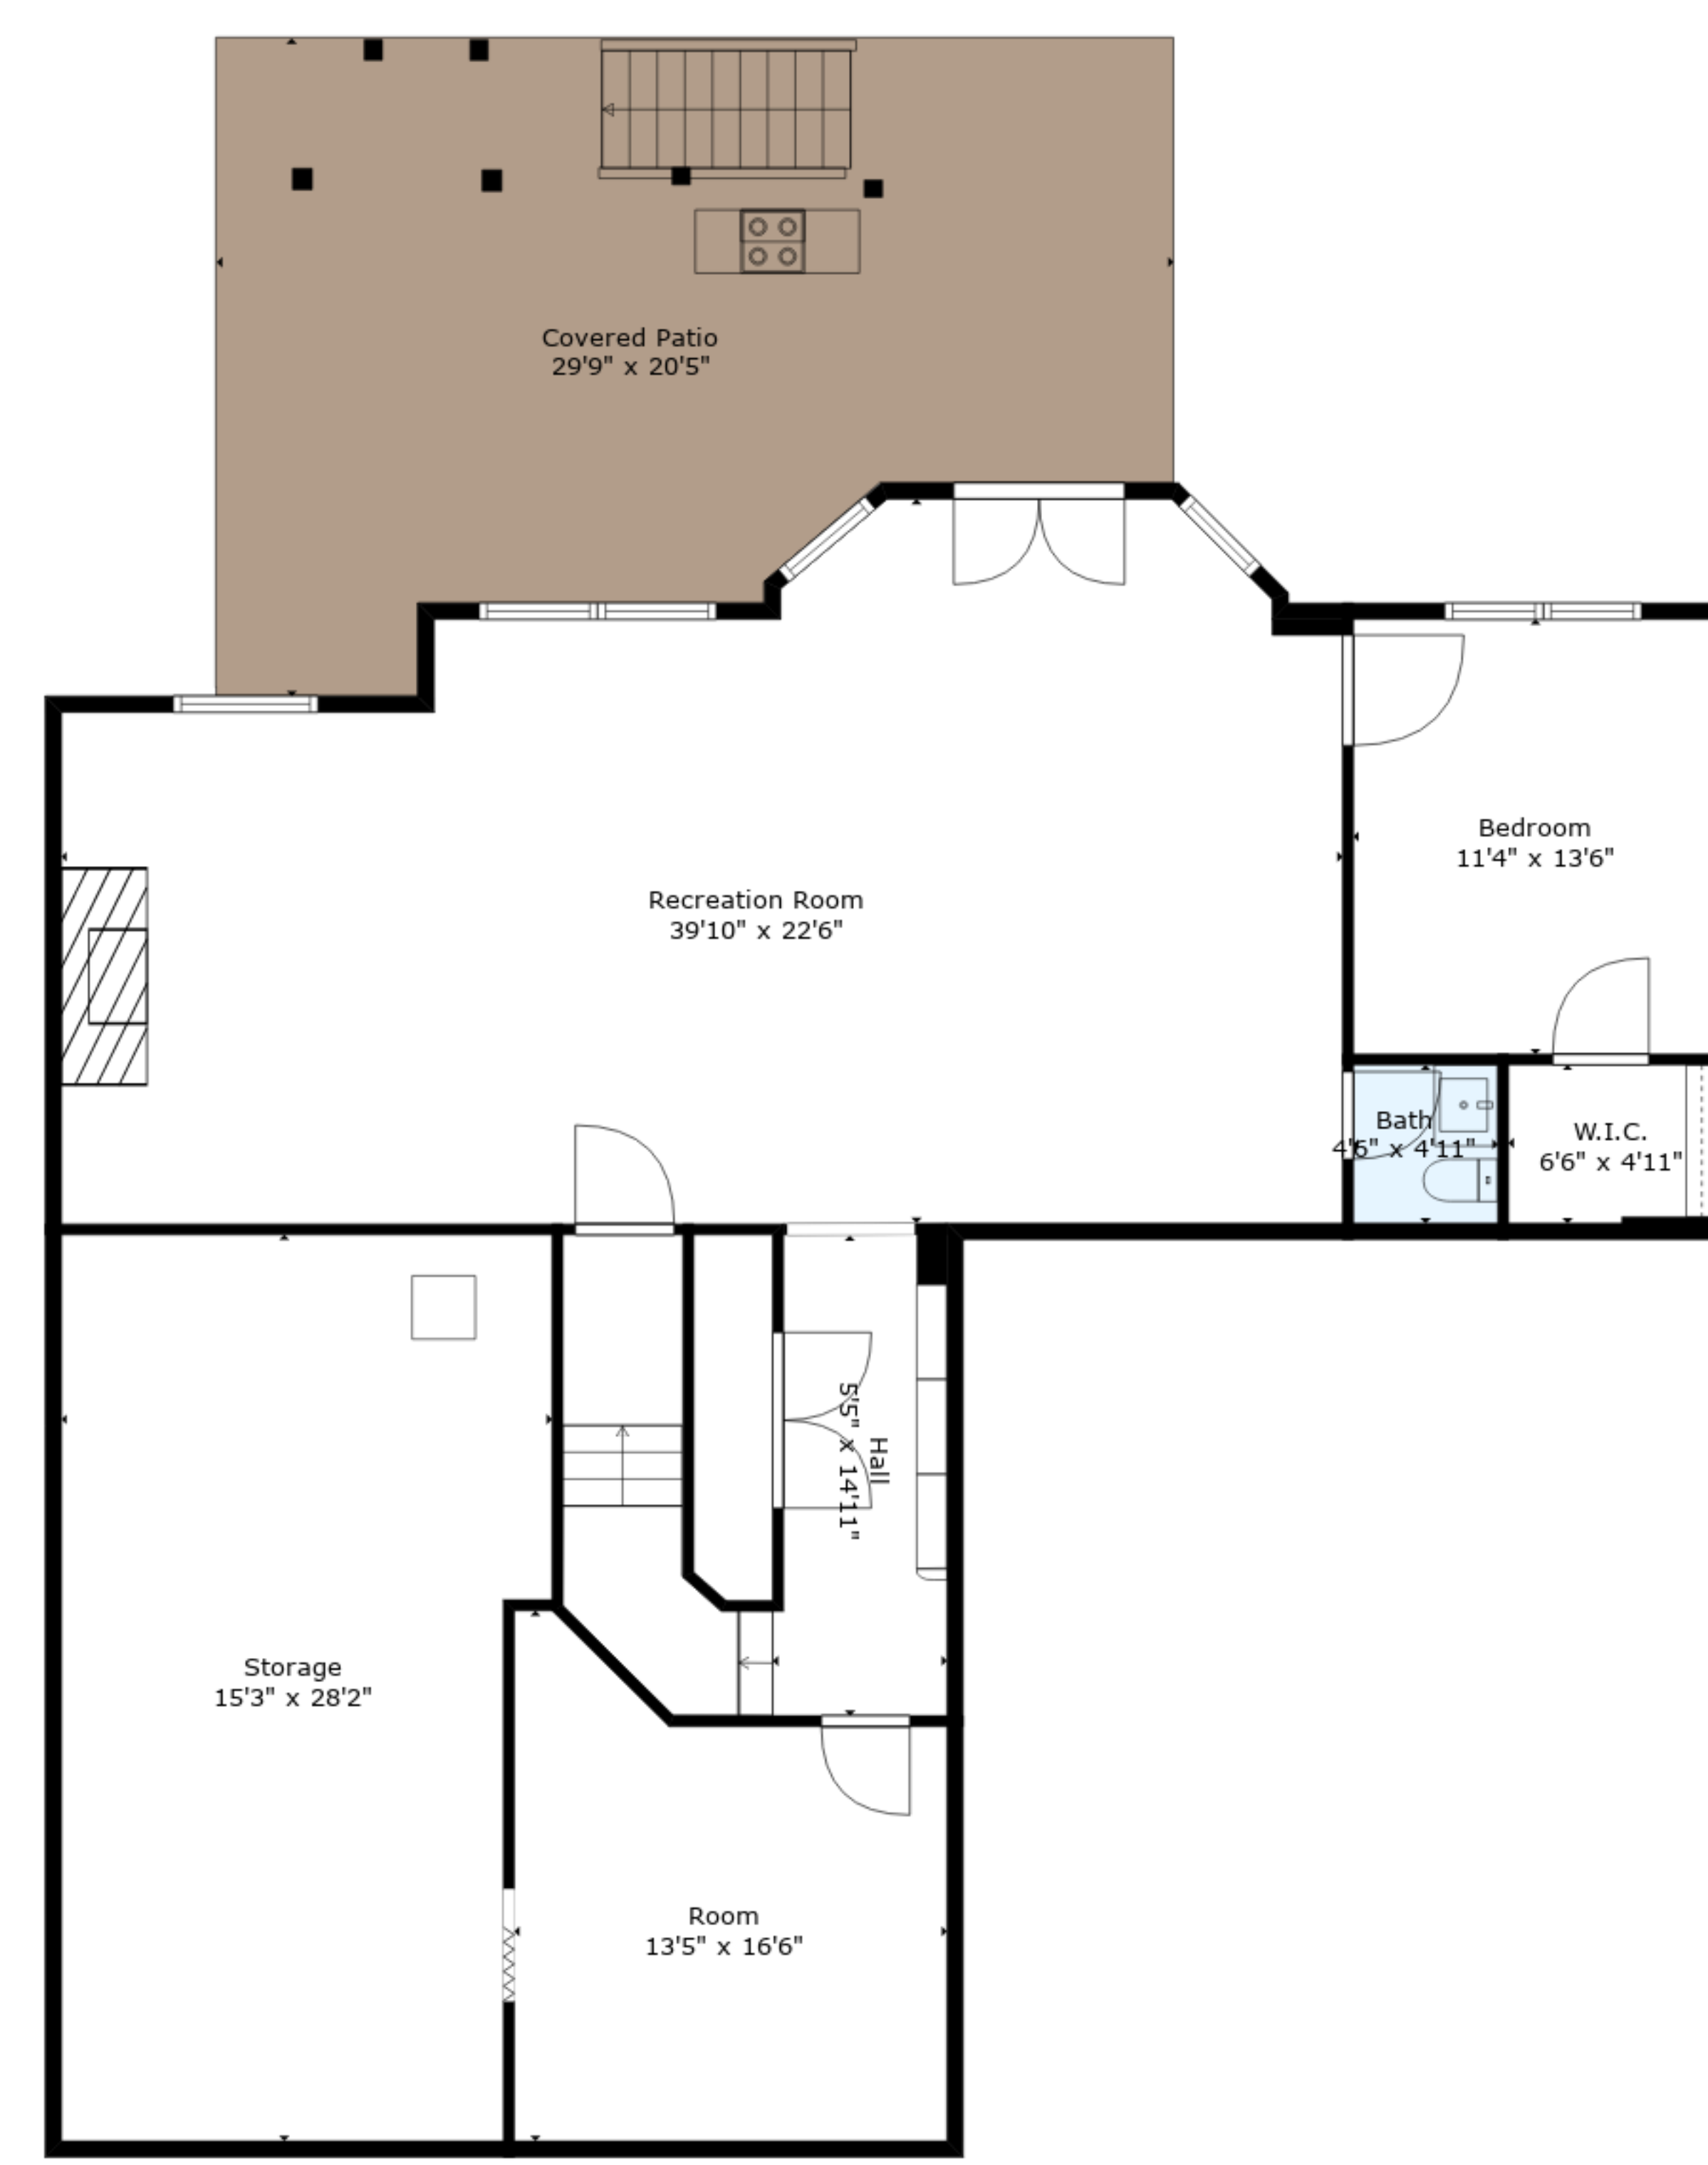 Covered Patio
29'9" x 20'5"
Bedroom
11'4" x 13'6"
Recreation Room
39'10" x 22'6"
Bath
4'6" x 4'11"
W.I.C.
6'6" x 4'11"
Hall
5'5" x 14'11"
Storage
15'3" x 28'2"
Room
13'5" x 16'6"